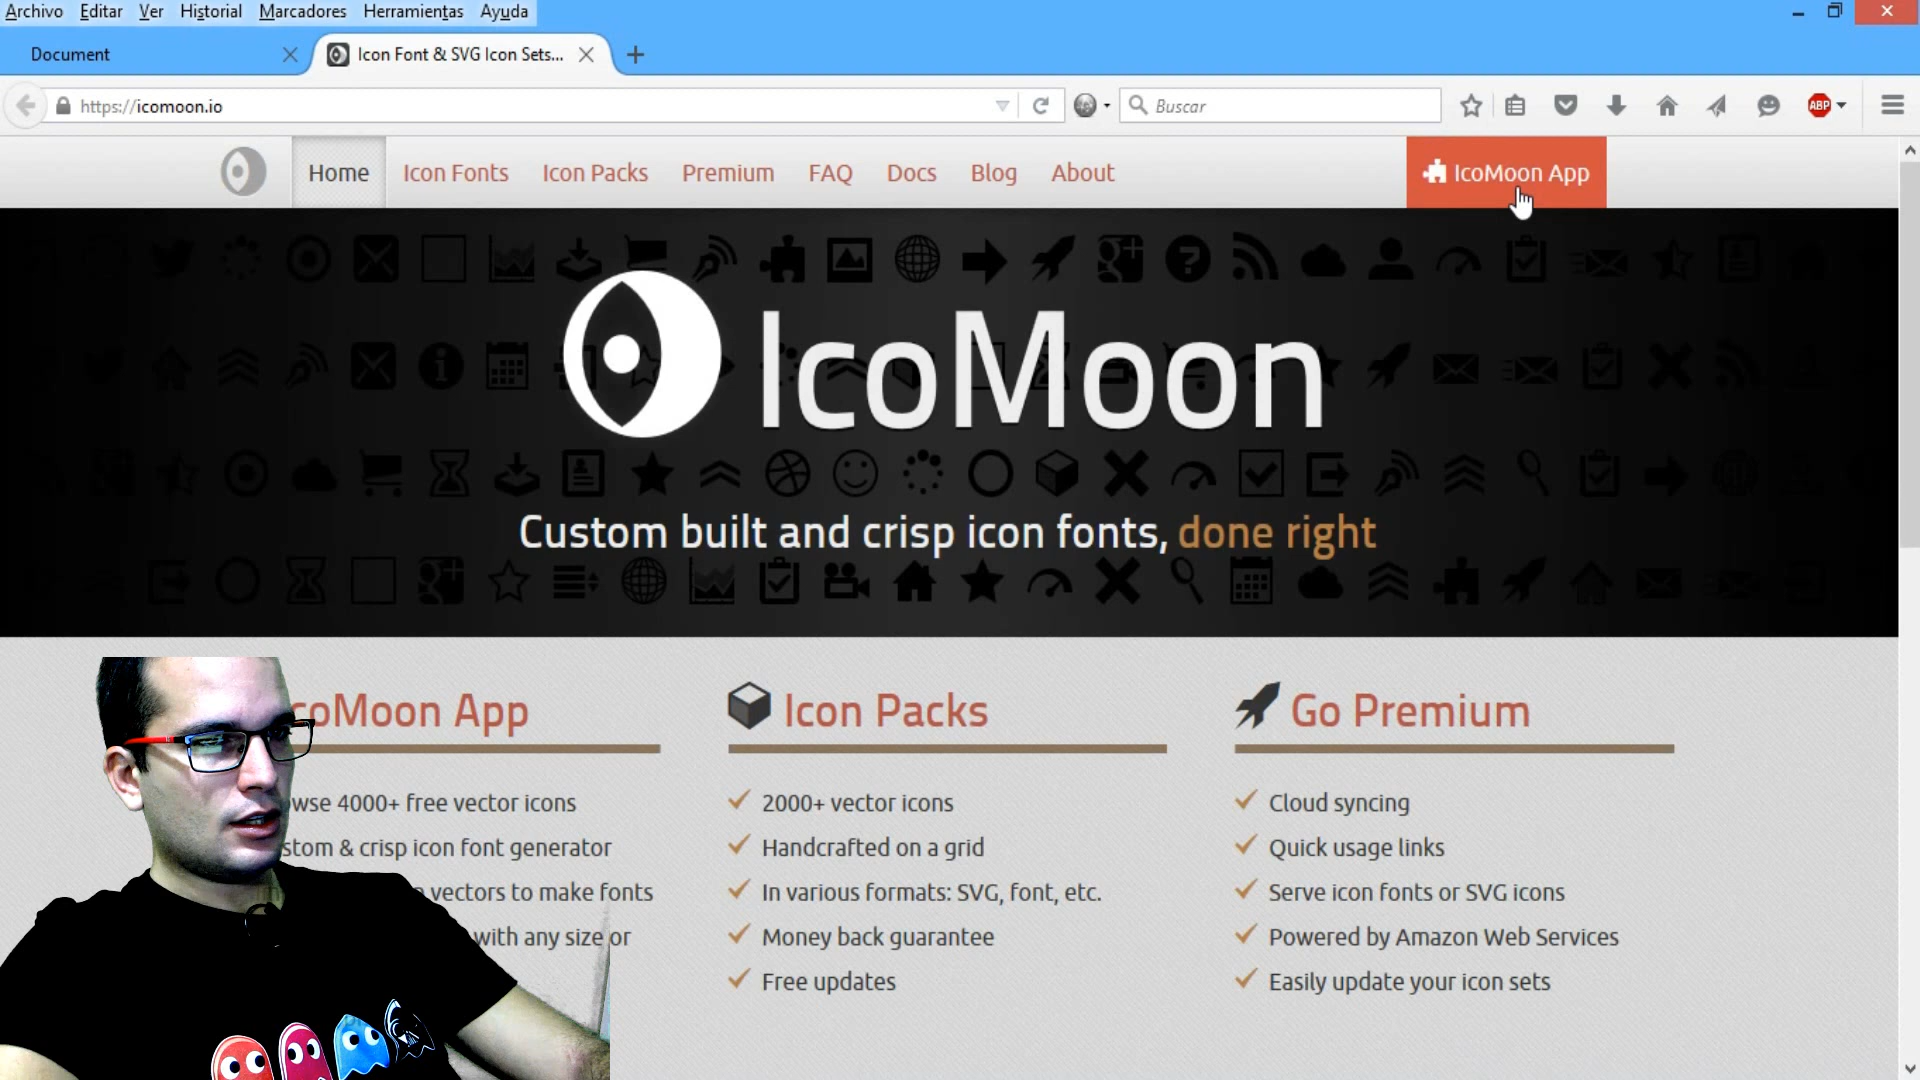 Archivo Editar Ver Historial Marcadores Herramientas Ayuda
Document
Icon Font & SVG Icon Sets...
https://icomoon.io
Buscar
ABP
Home Icon Fonts Icon Packs Premium FAQ Docs Blog About
IcoMoon App
IcoMoon
Custom built and crisp icon fonts, done right
coMoon App
4000+ free vector icons
& crisp icon font generator
vectors to make fonts
with any size or
Icon Packs
2000+ vector icons
Handcrafted on a grid
In various formats: SVG, font, etc.
Money back guarantee
Free updates
Go Premium
Cloud syncing
Quick usage links
Serve icon fonts or SVG icons
Powered by Amazon Web Services
Easily update your icon sets